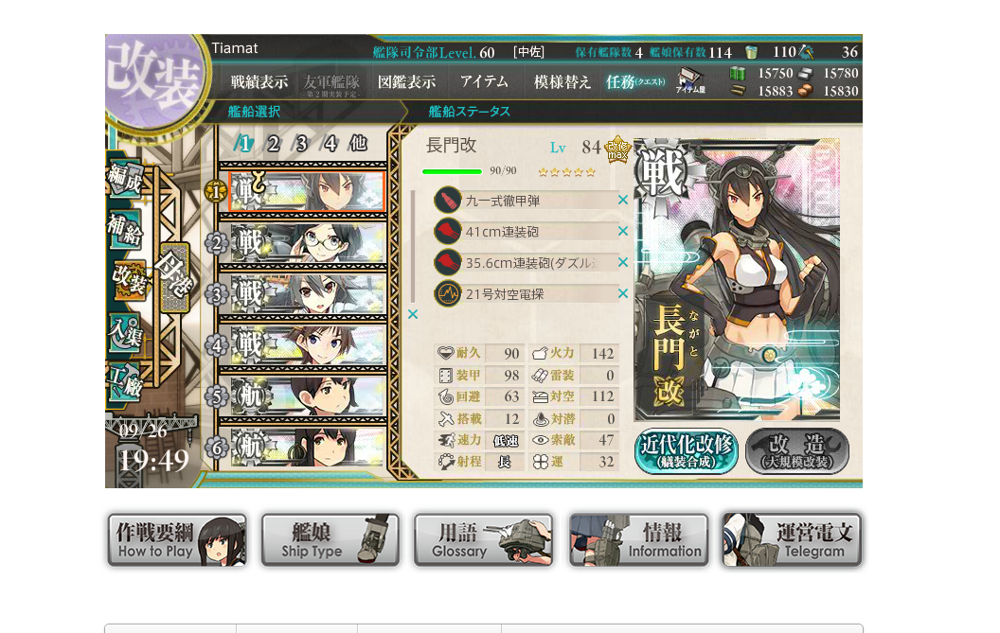 改装
Tiamat
艦隊司令部Level. 60 [中佐] 保有艦隊数 4 艦娘保有数 114 110 36
戦績表示 友軍艦隊 図鑑表示 アイテム 模様替え 任務(クエスト) アイテム屋 15750 15780
-第2期実装予定- 15883 15830
艦船選択 艦船ステータス
1 2 3 4 他
長門改 Lv 84 改修max
90/90
編成
補給
改装
入渠
工廠
母港
1 戦
2 戦
3 戦
4 戦
5 航
6 航
09/26
19:49
九一式徹甲弾
41cm連装砲
35.6cm連装砲(ダズル迷
21号対空電探
耐久 90 火力 142
装甲 98 雷装 0
回避 63 対空 112
搭載 12 対潜 0
速力 低速 索敵 47
射程 長 運 32
戦
長門
ながと
改
近代化改修
(艤装合成)
改造
(大規模改装)
作戦要綱
How to Play
艦娘
Ship Type
用語
Glossary
情報
Information
運営電文
Telegram